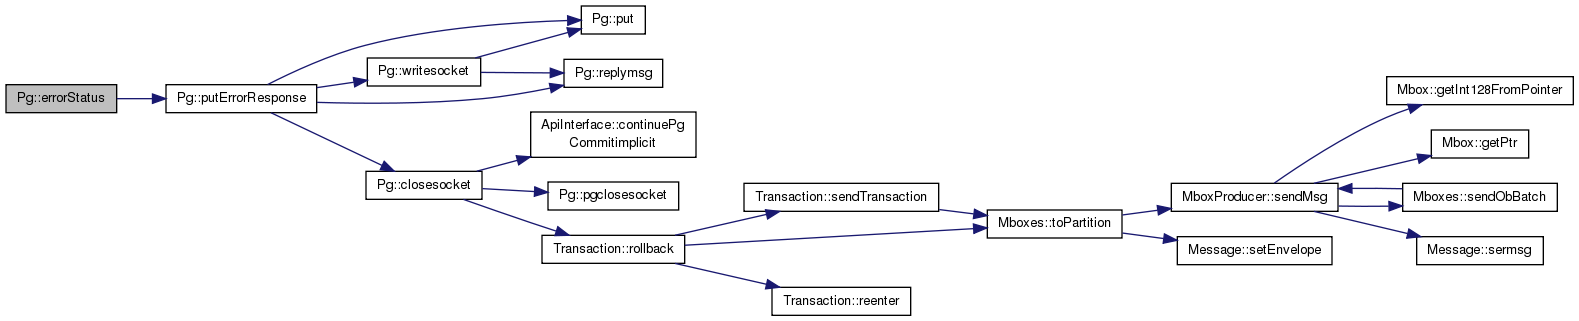 Pg::errorStatus
Pg::putErrorResponse
Pg::put
Pg::writesocket
Pg::replymsg
Pg::closesocket
ApiInterface::continuePg
CommitImplicit
Pg::pgclosesocket
Transaction::rollback
Transaction::sendTransaction
Transaction::reenter
Mboxes::toPartition
MboxProducer::sendMsg
Message::setEnvelope
Mbox::getInt128FromPointer
Mbox::getPtr
Mboxes::sendObBatch
Message::sermsg